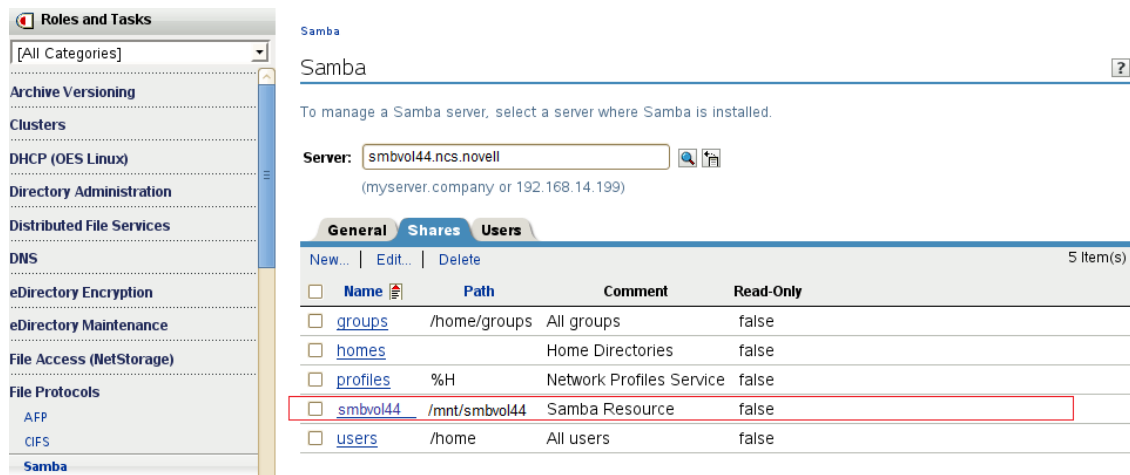 Roles and Tasks
[All Categories]
Archive Versioning
Clusters
DHCP (OES Linux)
Directory Administration
Distributed File Services
DNS
eDirectory Encryption
eDirectory Maintenance
File Access (NetStorage)
File Protocols
AFP
CIFS
Samba
Samba
Samba
?
To manage a Samba server, select a server where Samba is installed.
Server: smbvol44.ncs.novell
(myserver.company or 192.168.14.199)
General Shares Users
New... | Edit... | Delete 5 Item(s)
Name Path Comment Read-Only
groups /home/groups All groups false
homes Home Directories false
profiles %H Network Profiles Service false
smbvol44 /mnt/smbvol44 Samba Resource false
users /home All users false